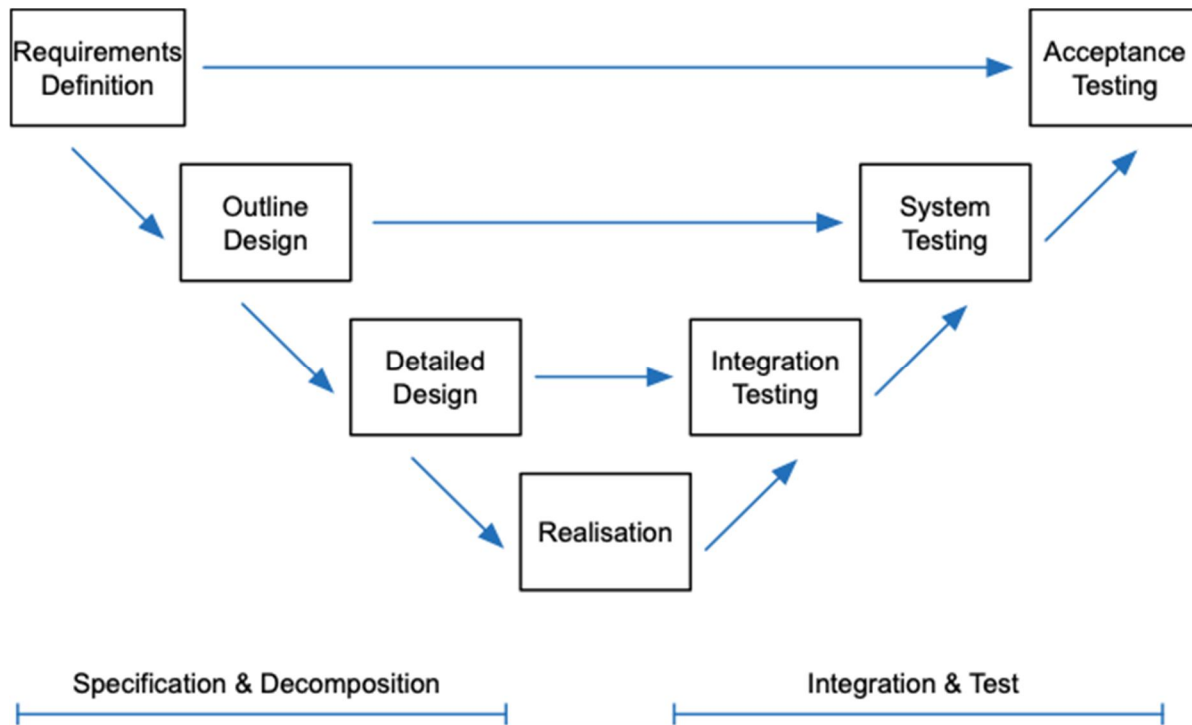 Requirements
Definition
Acceptance
Testing
Outline
Design
System
Testing
Detailed
Design
Integration
Testing
Realisation
Specification & Decomposition
Integration & Test